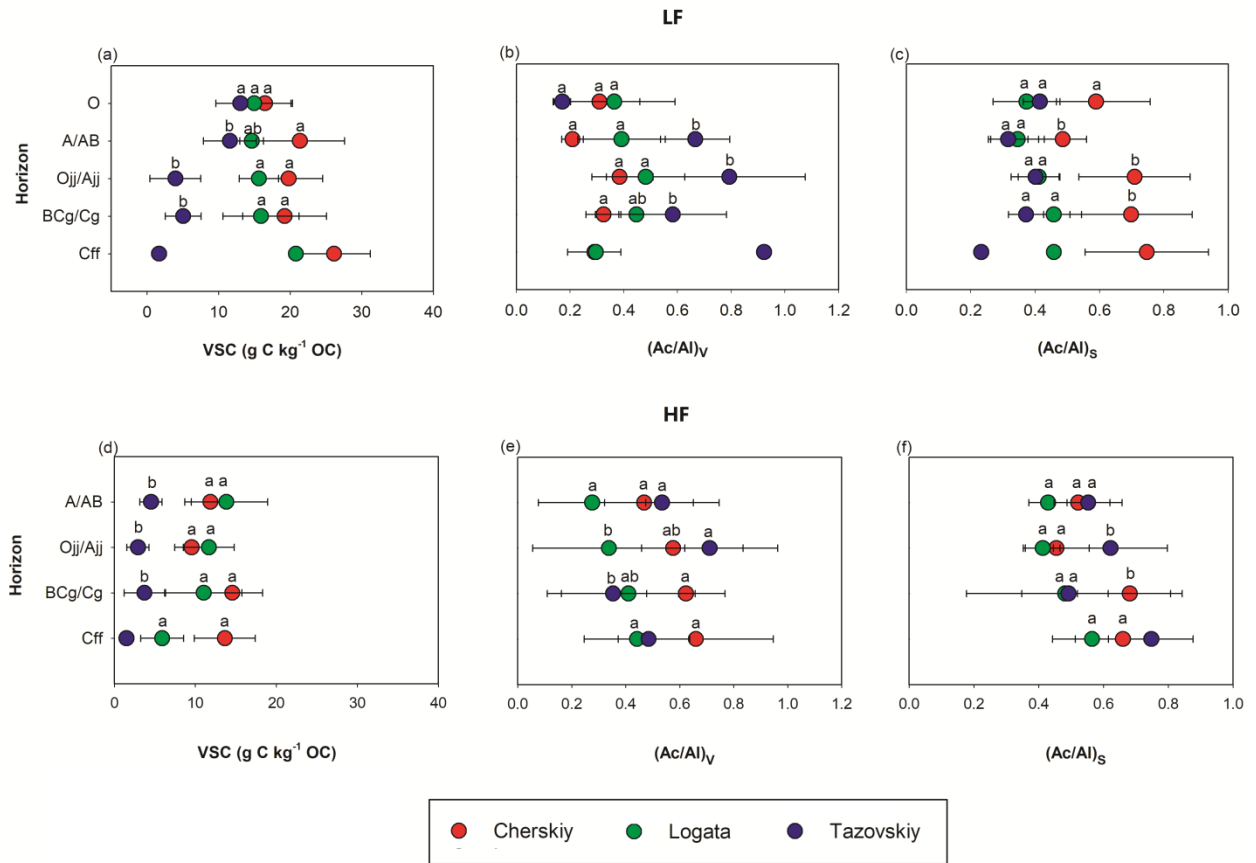 LF
(a)
(b)
(c)
Horizon
O
a a a
a
a
a
a
a
a
A/AB
b ab a
a
a
b
a
a
b
Ojj/Ajj
b
a
a
a
a
b
a a
b
BCg/Cg
b
a
a
a
ab
b
a
a
b
Cff
0 10 20 30 40
0.0 0.2 0.4 0.6 0.8 1.0 1.2
0.0 0.2 0.4 0.6 0.8 1.0
VSC (g C kg-1 OC)
(Ac/Al)V
(Ac/Al)S
HF
(d)
(e)
(f)
Horizon
A/AB
b
a a
a
a
a
a
a a
Ojj/Ajj
b
a a
b
ab
a
a a
b
BCg/Cg
b
a
a
b
ab
a
a a
b
Cff
a
a
a
a
a
a
0 10 20 30 40
0.0 0.2 0.4 0.6 0.8 1.0 1.2
0.0 0.2 0.4 0.6 0.8 1.0
VSC (g C kg-1 OC)
(Ac/Al)V
(Ac/Al)S
Cherskiy
Logata
Tazovskiy